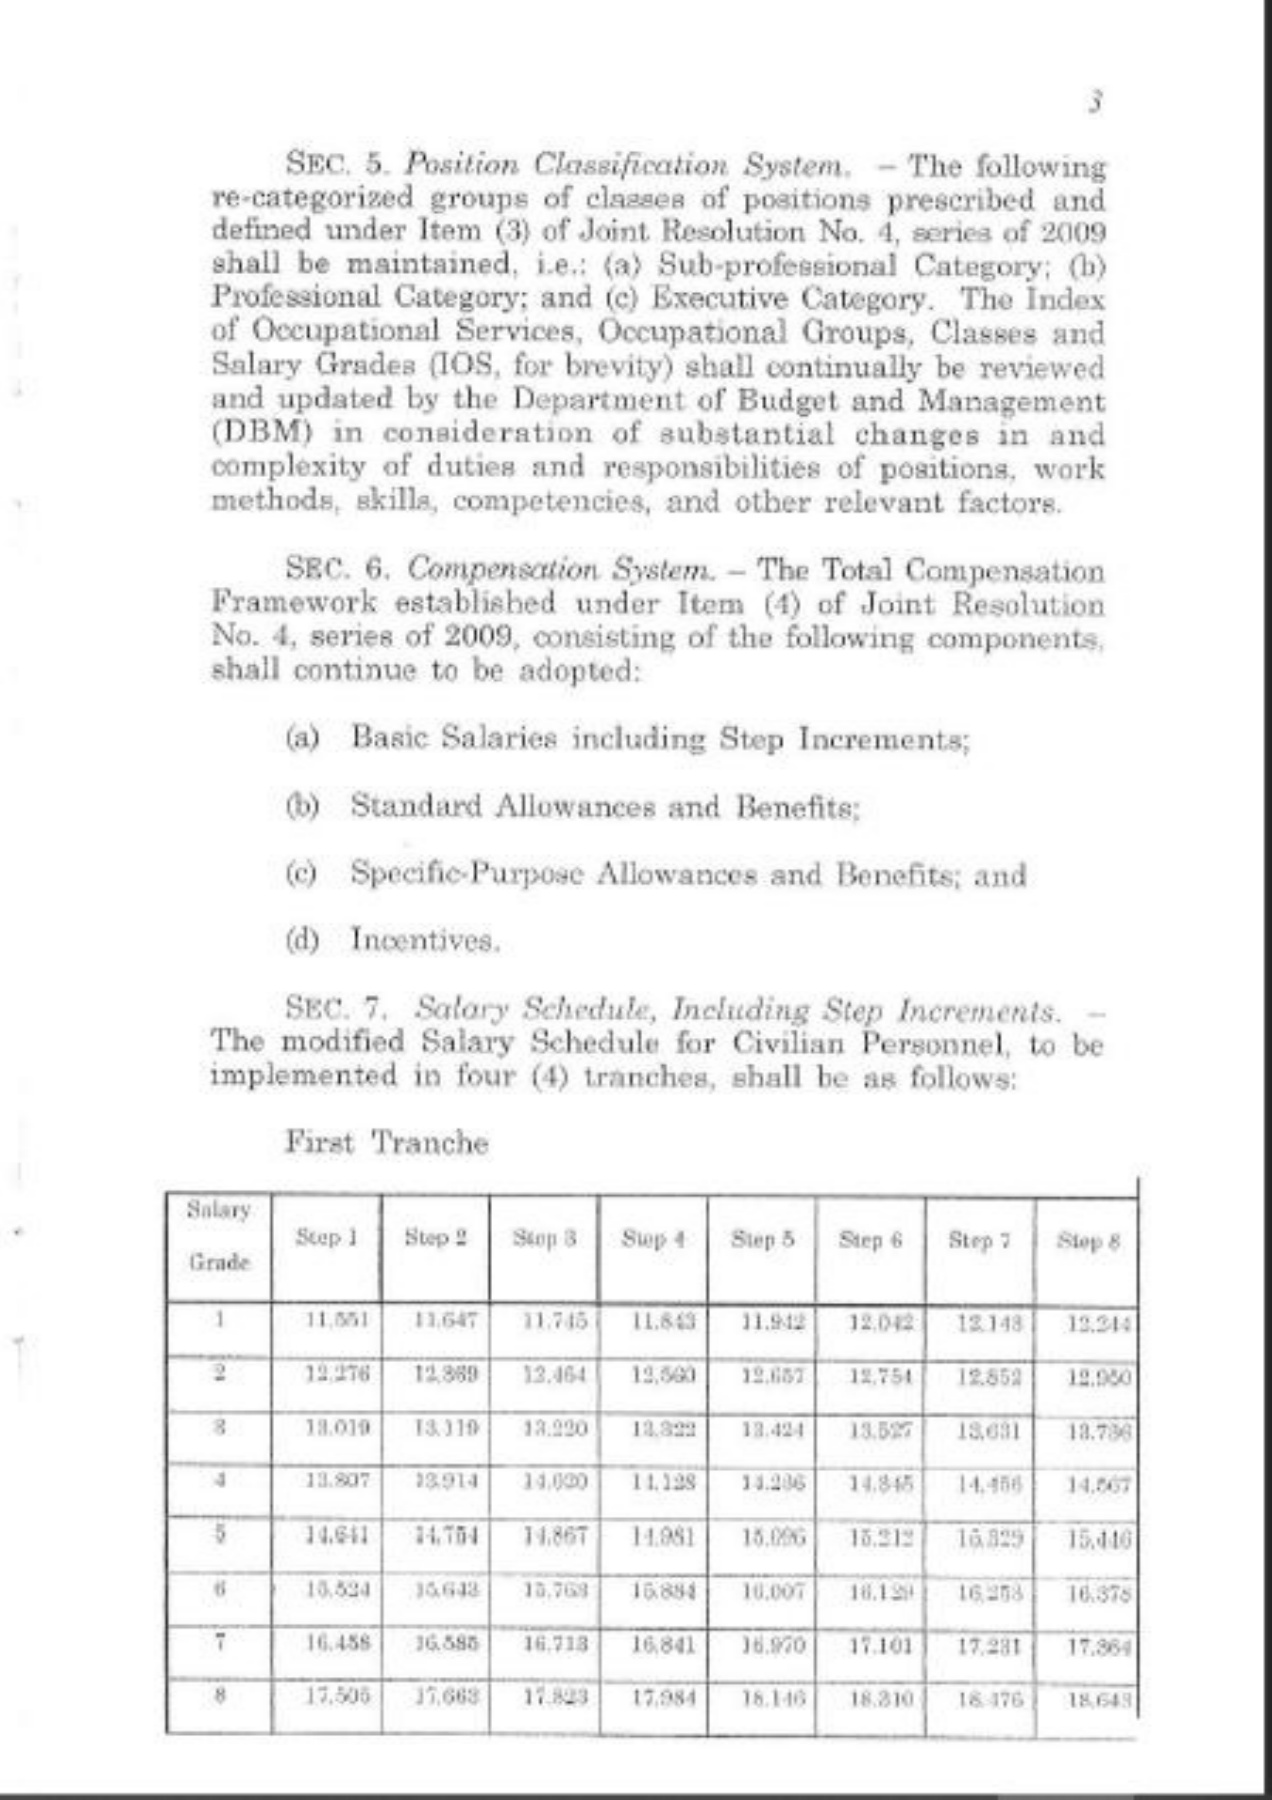 3
SEC. 5. Position Classification System. – The following
re-categorized groups of classes of positions prescribed and
defined under Item (3) of Joint Resolution No. 4, series of 2009
shall be maintained, i.e.: (a) Sub-professional Category; (b)
Professional Category; and (c) Executive Category. The Index
of Occupational Services, Occupational Groups, Classes and
Salary Grades (IOS, for brevity) shall continually be reviewed
and updated by the Department of Budget and Management
(DBM) in consideration of substantial changes in and
complexity of duties and responsibilities of positions, work
methods, skills, competencies, and other relevant factors.
SEC. 6. Compensation System. – The Total Compensation
Framework established under Item (4) of Joint Resolution
No. 4, series of 2009, consisting of the following components,
shall continue to be adopted:
(a) Basic Salaries including Step Increments;
(b) Standard Allowances and Benefits;
(c) Specific-Purpose Allowances and Benefits; and
(d) Incentives.
SEC. 7. Salary Schedule, Including Step Increments. –
The modified Salary Schedule for Civilian Personnel, to be
implemented in four (4) tranches, shall be as follows:
First Tranche
Salary Grade Step 1 Step 2 Step 3 Step 4 Step 5 Step 6 Step 7 Step 8
1 11,551 11,647 11,745 11,843 11,942 12,042 12,143 12,244
2 12,276 12,369 12,464 12,560 12,657 12,754 12,852 12,950
3 13,019 13,119 13,220 13,322 13,424 13,527 13,631 13,736
4 13,807 13,914 14,020 14,128 14,236 14,345 14,456 14,567
5 14,641 14,754 14,867 14,981 15,096 15,212 15,329 15,446
6 15,524 15,643 15,763 15,884 16,007 16,129 16,253 16,378
7 16,458 16,585 16,713 16,841 16,970 17,101 17,231 17,364
8 17,505 17,663 17,823 17,984 18,146 18,310 18,476 18,643